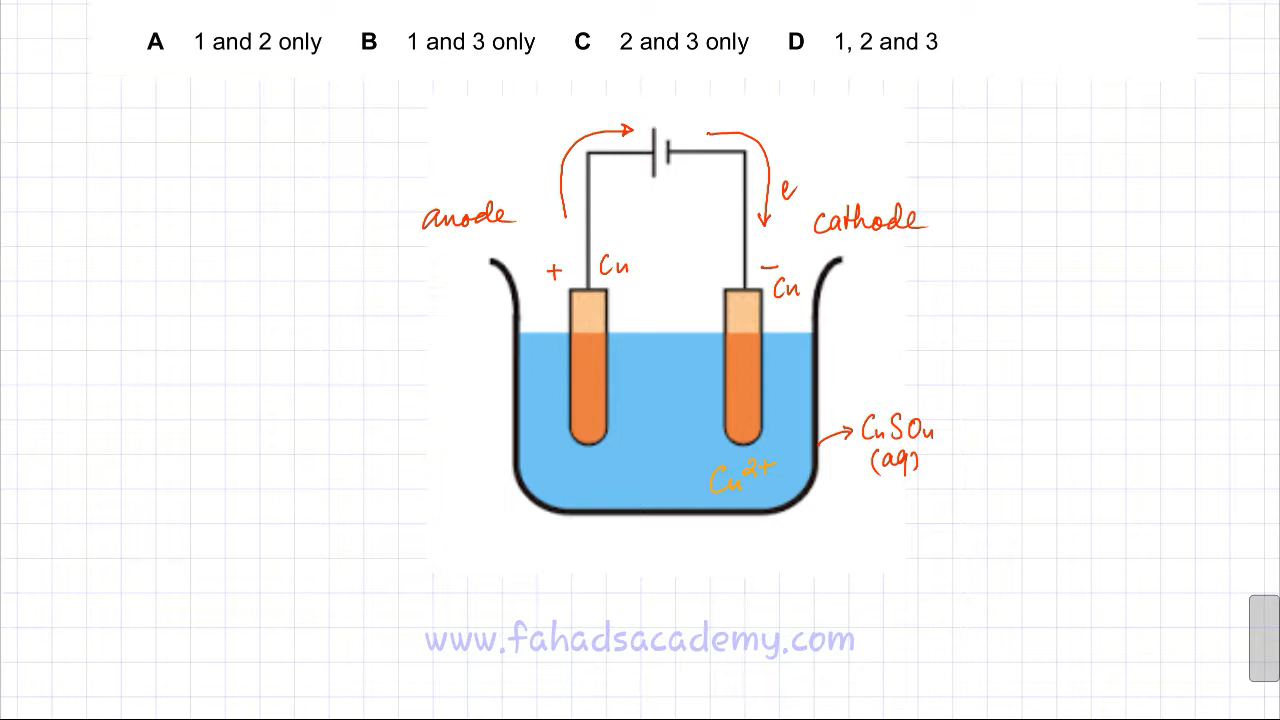 A 1 and 2 only B 1 and 3 only C 2 and 3 only D 1, 2 and 3
e
anode
cathode
+ Cu
− Cu
CuSO4
(aq)
Cu2+
www.fahadsacademy.com